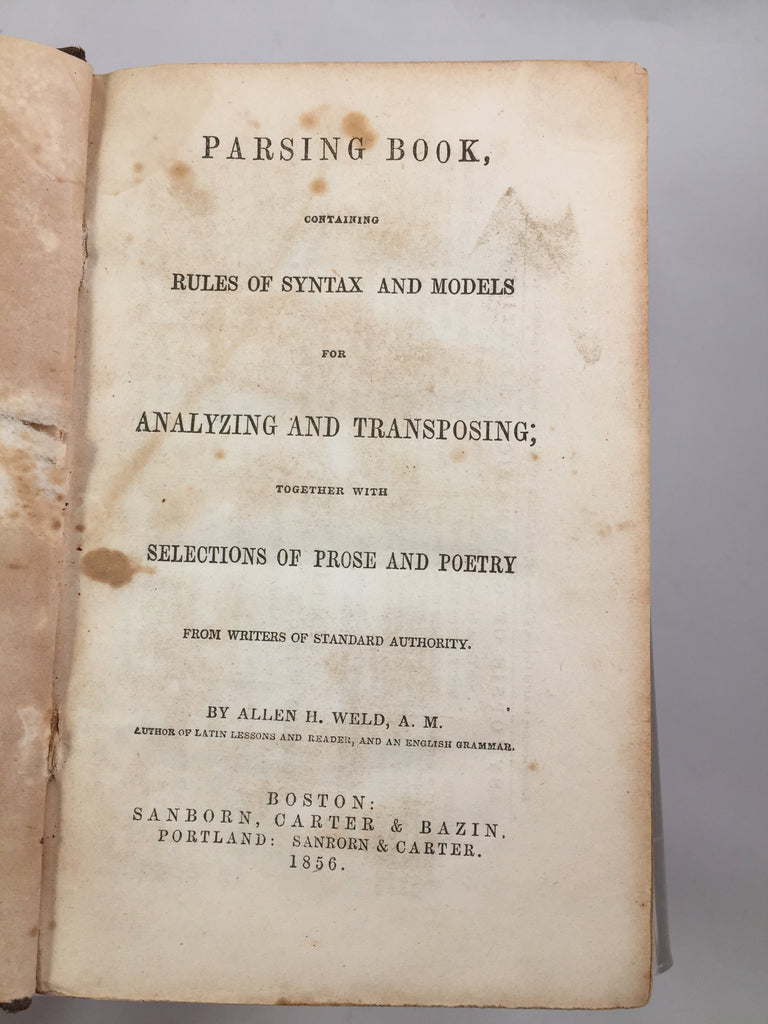 PARSING BOOK,
CONTAINING
RULES OF SYNTAX AND MODELS
FOR
ANALYZING AND TRANSPOSING;
TOGETHER WITH
SELECTIONS OF PROSE AND POETRY
FROM WRITERS OF STANDARD AUTHORITY.
BY ALLEN H. WELD, A. M.
AUTHOR OF LATIN LESSONS AND READER, AND AN ENGLISH GRAMMAR.
BOSTON:
SANBORN, CARTER & BAZIN.
PORTLAND: SANBORN & CARTER.
1856.